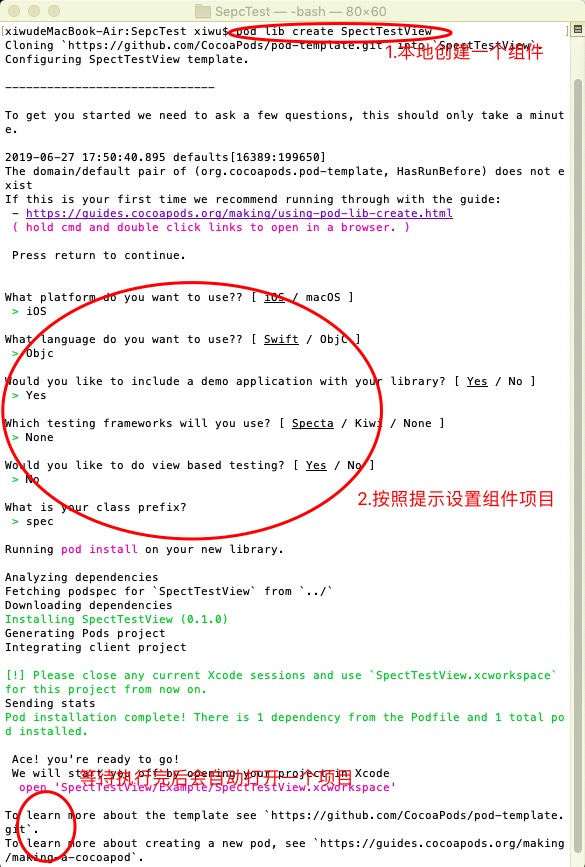 SepcTest — -bash — 80×60
xiwudeMacBook-Air:SepcTest xiwu$ pod lib create SpectTestView
Cloning `https://github.com/CocoaPods/pod-template.git` into `SpectTestView`.
1.本地创建一个组件
Configuring SpectTestView template.
------------------------------
To get you started we need to ask a few questions, this should only take a minut
e.
2019-06-27 17:50:40.895 defaults[16389:199650]
The domain/default pair of (org.cocoapods.pod-template, HasRunBefore) does not e
xist
If this is your first time we recommend running through with the guide:
- https://guides.cocoapods.org/making/using-pod-lib-create.html
( hold cmd and double click links to open in a browser. )
Press return to continue.
What platform do you want to use?? [ iOS / macOS ]
> iOS
What language do you want to use?? [ Swift / ObjC ]
> Objc
Would you like to include a demo application with your library? [ Yes / No ]
> Yes
Which testing frameworks will you use? [ Specta / Kiwi / None ]
> None
Would you like to do view based testing? [ Yes / No ]
> No
2.按照提示设置组件项目
What is your class prefix?
> spec
Running pod install on your new library.
Analyzing dependencies
Fetching podspec for `SpectTestView` from `../`
Downloading dependencies
Installing SpectTestView (0.1.0)
Generating Pods project
Integrating client project
[!] Please close any current Xcode sessions and use `SpectTestView.xcworkspace`
for this project from now on.
Sending stats
Pod installation complete! There is 1 dependency from the Podfile and 1 total po
d installed.
Ace! you're ready to go!
We will start you off by opening your project in Xcode
等待执行完后会自动打开一个项目
open 'SpectTestView/Example/SpectTestView.xcworkspace'
To learn more about the template see `https://github.com/CocoaPods/pod-template.
git`.
To learn more about creating a new pod, see `https://guides.cocoapods.org/making
/making-a-cocoapod`.